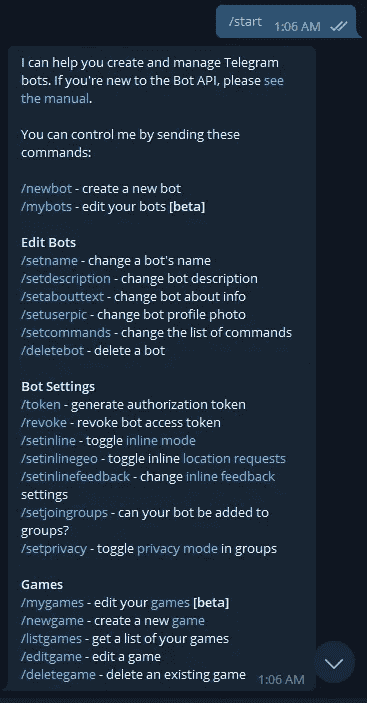 /start 1:06 AM
I can help you create and manage Telegram
bots. If you're new to the Bot API, please see
the manual.
You can control me by sending these
commands:
/newbot - create a new bot
/mybots - edit your bots [beta]
Edit Bots
/setname - change a bot's name
/setdescription - change bot description
/setabouttext - change bot about info
/setuserpic - change bot profile photo
/setcommands - change the list of commands
/deletebot - delete a bot
Bot Settings
/token - generate authorization token
/revoke - revoke bot access token
/setinline - toggle inline mode
/setinlinegeo - toggle inline location requests
/setinlinefeedback - change inline feedback
settings
/setjoingroups - can your bot be added to
groups?
/setprivacy - toggle privacy mode in groups
Games
/mygames - edit your games [beta]
/newgame - create a new game
/listgames - get a list of your games
/editgame - edit a game
/deletegame - delete an existing game 1:06 AM